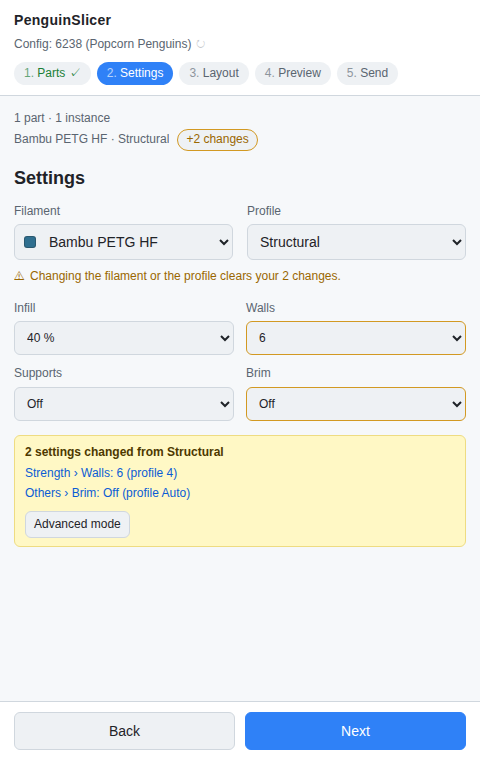 PenguinSlicer
Config: 6238 (Popcorn Penguins)
1. Parts ✓ 2. Settings 3. Layout 4. Preview 5. Send
1 part · 1 instance
Bambu PETG HF · Structural +2 changes
Settings
Filament Profile
Bambu PETG HF Structural
⚠ Changing the filament or the profile clears your 2 changes.
Infill Walls
40 % 6
Supports Brim
Off Off
2 settings changed from Structural
Strength › Walls: 6 (profile 4)
Others › Brim: Off (profile Auto)
Advanced mode
Back Next